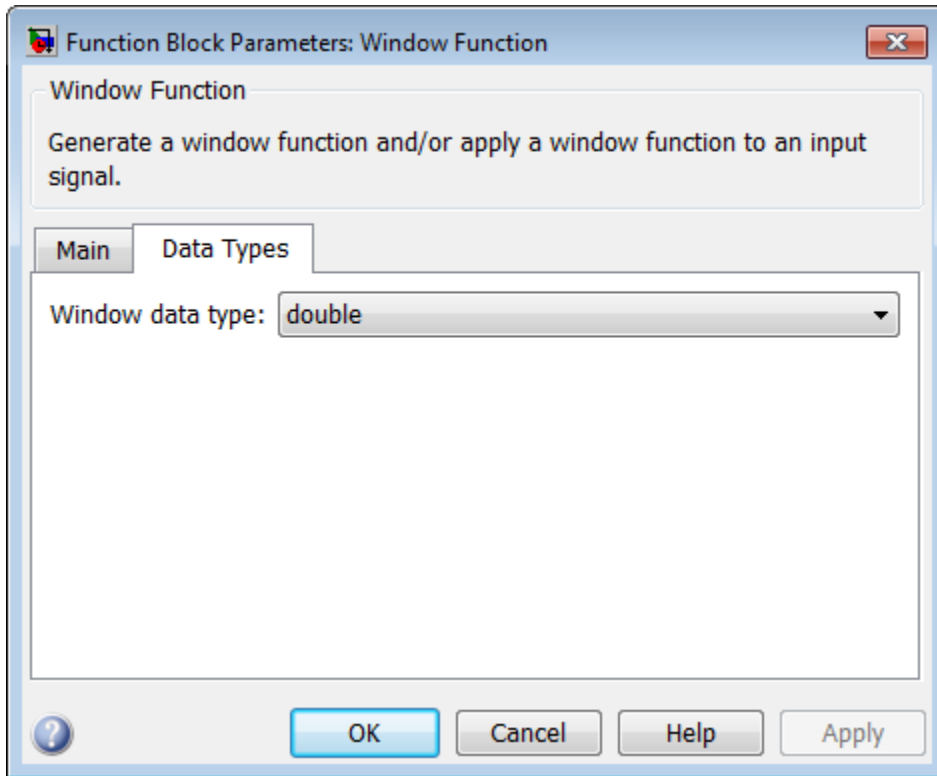 Function Block Parameters: Window Function
Window Function
Generate a window function and/or apply a window function to an input
signal.
Main
Data Types
Window data type: double
?
OK
Cancel
Help
Apply